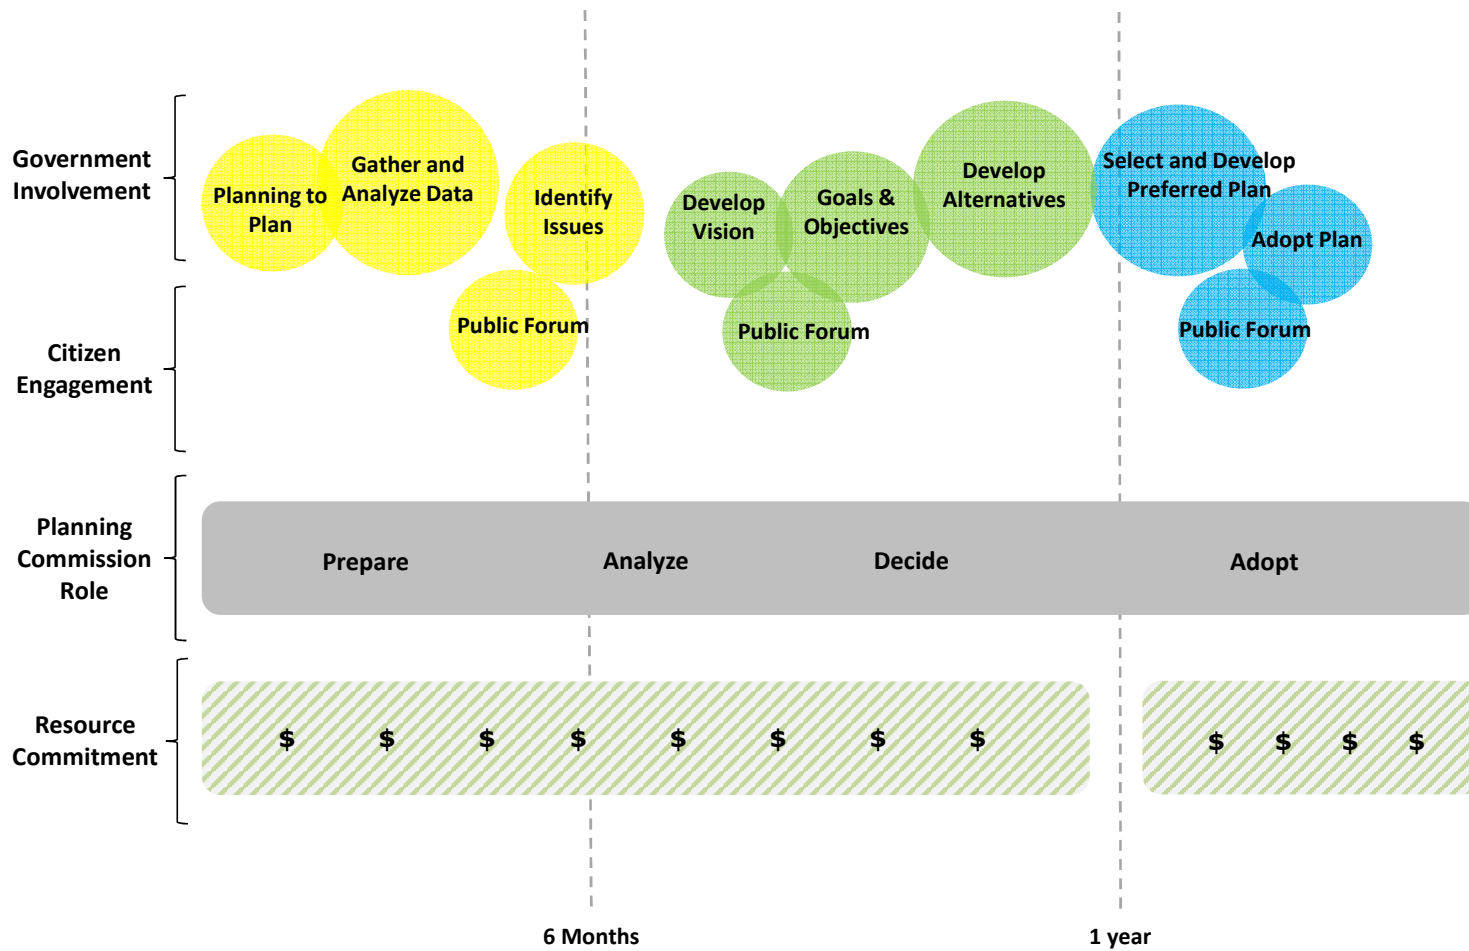 Government
Involvement
Planning to
Plan
Gather and
Analyze Data
Identify
Issues
Develop
Vision
Goals &
Objectives
Develop
Alternatives
Select and Develop
Preferred Plan
Adopt Plan
Citizen
Engagement
Public Forum
Public Forum
Public Forum
Planning
Commission
Role
Prepare
Analyze
Decide
Adopt
Resource
Commitment
$ $ $ $ $ $ $ $ $ $ $ $
6 Months
1 year